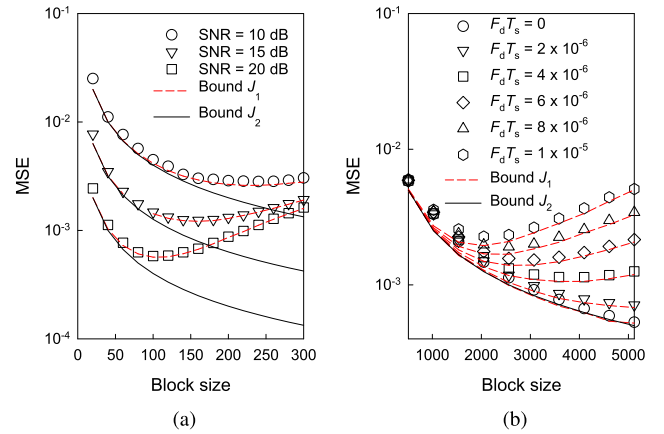 10⁻¹
SNR = 10 dB
SNR = 15 dB
SNR = 20 dB
Bound J₁
Bound J₂
10⁻²
MSE
10⁻³
10⁻⁴
0 50 100 150 200 250 300
Block size
(a)
10⁻¹
F_dT_s = 0
F_dT_s = 2 x 10⁻⁶
F_dT_s = 4 x 10⁻⁶
F_dT_s = 6 x 10⁻⁶
F_dT_s = 8 x 10⁻⁶
F_dT_s = 1 x 10⁻⁵
Bound J₁
Bound J₂
10⁻²
MSE
10⁻³
1000 2000 3000 4000 5000
Block size
(b)